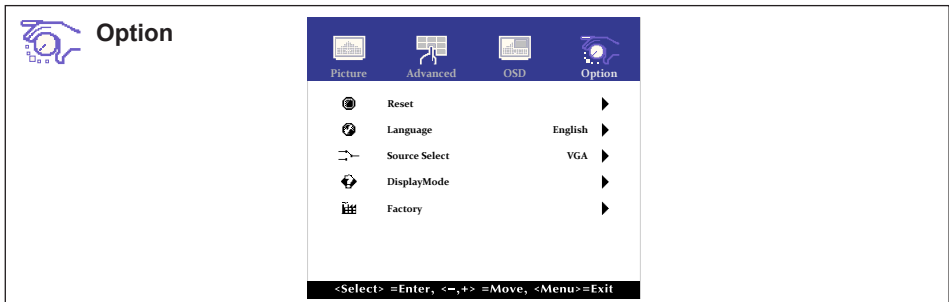 Option
Picture Advanced OSD Option
Reset
Language English
Source Select VGA
DisplayMode
Factory
<Select> =Enter, <−,+> =Move, <Menu>=Exit